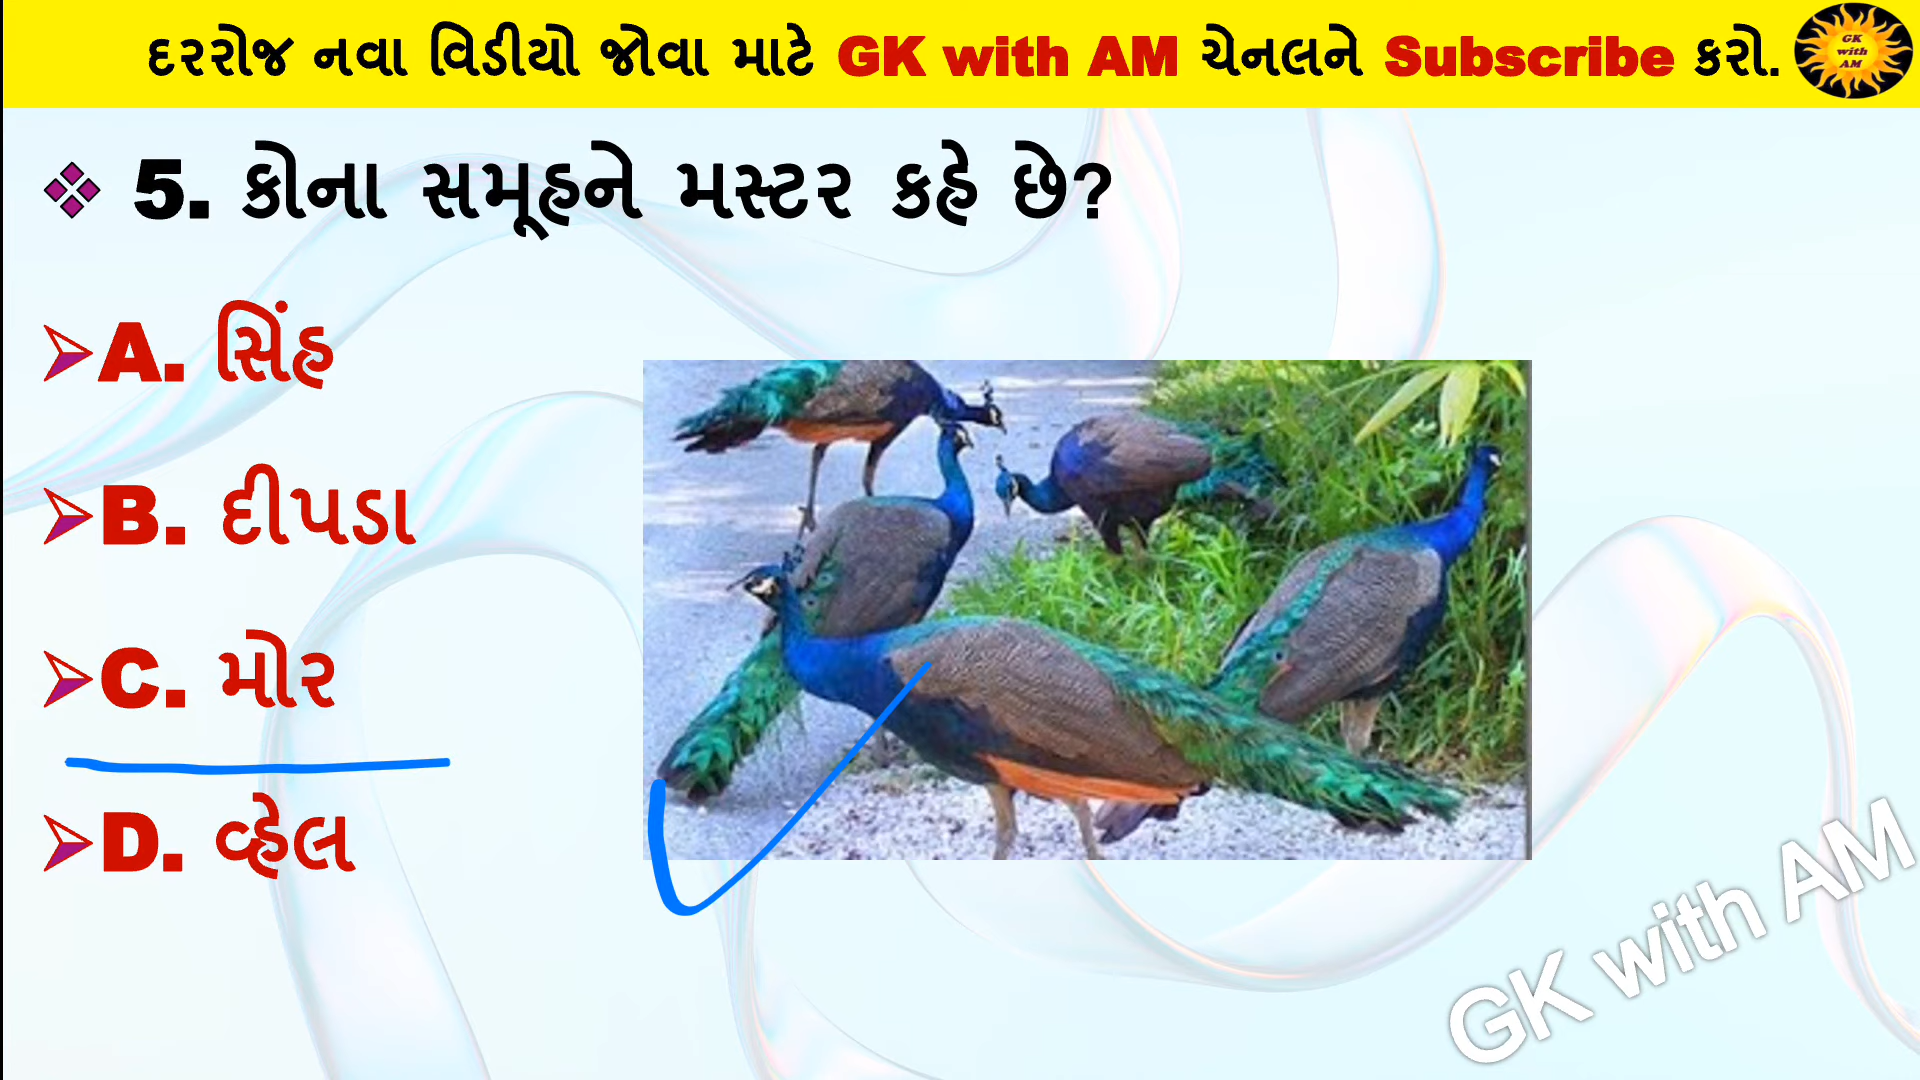 દરરોજ નવા વિડીયો જોવા માટે GK with AM ચેનલને Subscribe કરો.
GK
with
AM
5. કોના સમૂહને મસ્ટર કહે છે?
A. સિંહ
B. દીપડા
C. મોર
D. વ્હેલ
GK with AM